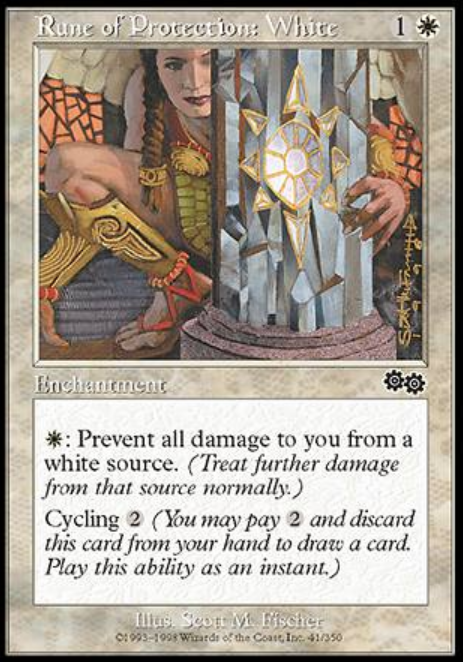 Rune of Protection: White 1
Enchantment
: Prevent all damage to you from a
white source. (Treat further damage
from that source normally.)
Cycling 2 (You may pay 2 and discard
this card from your hand to draw a card.
Play this ability as an instant.)
Illus. Scott M. Fischer
©1993–1998 Wizards of the Coast, Inc. 41/350